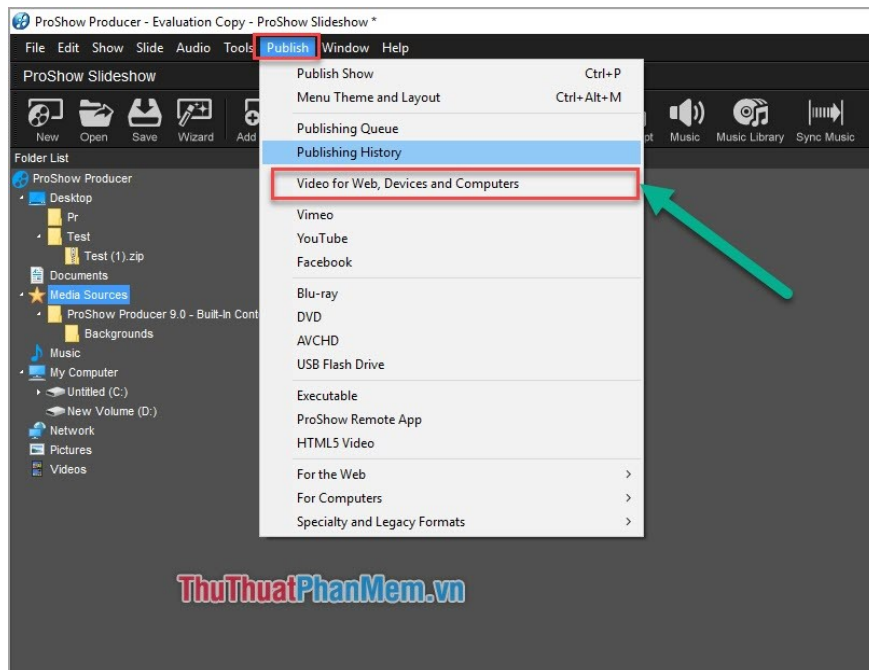 ProShow Producer - Evaluation Copy - ProShow Slideshow *
File Edit Show Slide Audio Tools Publish Window Help
ProShow Slideshow
New Open Save Wizard Add
Music Music Library Sync Music
Publish Show Ctrl+P
Menu Theme and Layout Ctrl+Alt+M
Publishing Queue
Publishing History
Video for Web, Devices and Computers
Vimeo
YouTube
Facebook
Blu-ray
DVD
AVCHD
USB Flash Drive
Executable
ProShow Remote App
HTML5 Video
For the Web
For Computers
Specialty and Legacy Formats
Folder List
ProShow Producer
Desktop
Pr
Test
Test (1).zip
Documents
Media Sources
ProShow Producer 9.0 - Built-In Cont
Backgrounds
Music
My Computer
Untitled (C:)
New Volume (D:)
Network
Pictures
Videos
ThuThuatPhanMem.vn